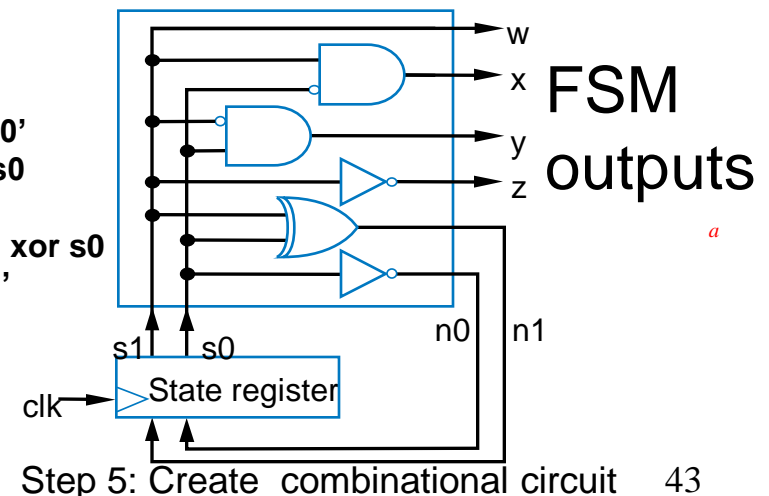 w
x
FSM
0’
y
outputs
s0
z
a
xor s0
’
n0
n1
s1
s0
State register
clk
Step 5: Create combinational circuit 43